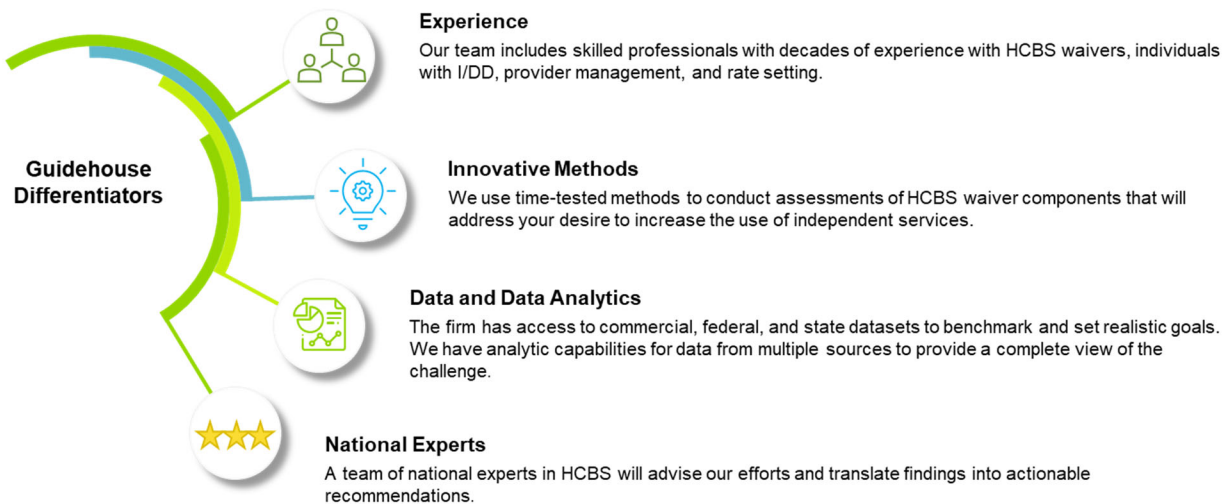 Guidehouse
Differentiators
Experience
Our team includes skilled professionals with decades of experience with HCBS waivers, individuals
with I/DD, provider management, and rate setting.
Innovative Methods
We use time-tested methods to conduct assessments of HCBS waiver components that will
address your desire to increase the use of independent services.
Data and Data Analytics
The firm has access to commercial, federal, and state datasets to benchmark and set realistic goals.
We have analytic capabilities for data from multiple sources to provide a complete view of the
challenge.
National Experts
A team of national experts in HCBS will advise our efforts and translate findings into actionable
recommendations.